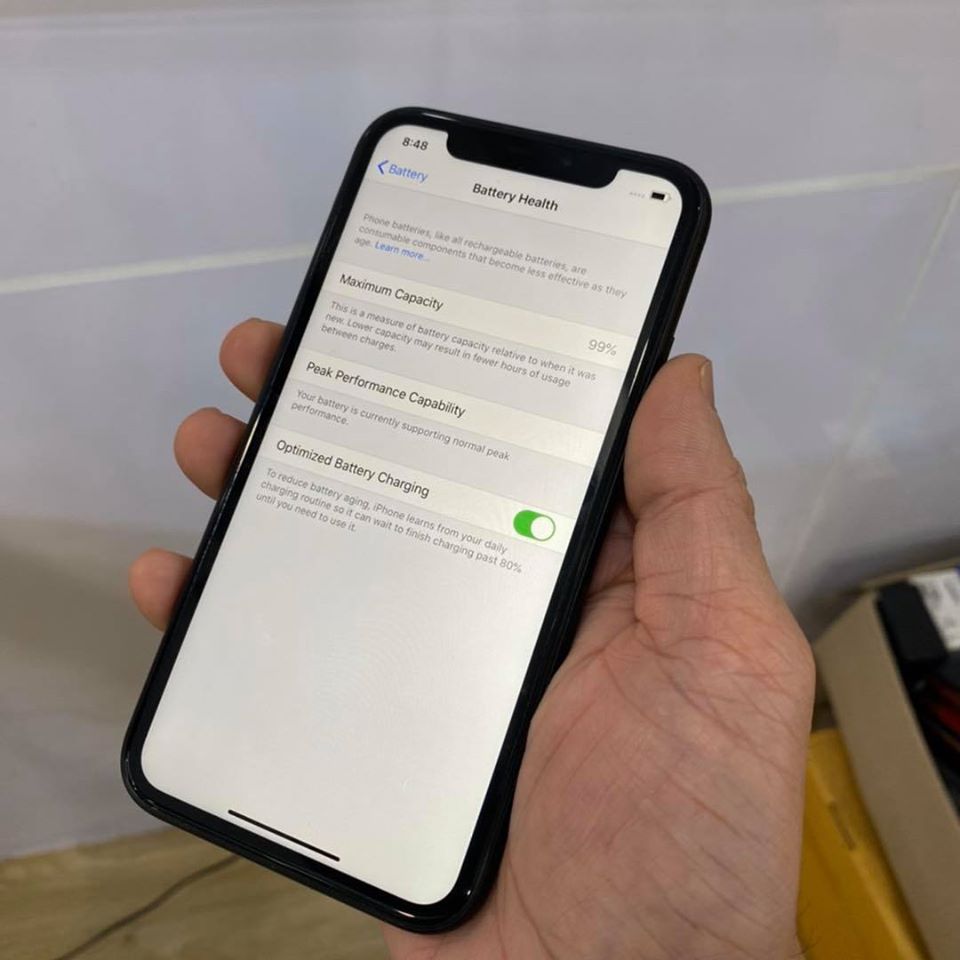 8:48
Battery
Battery Health
Phone batteries, like all rechargeable batteries, are
consumable components that become less effective as they
age. Learn more...
Maximum Capacity
99%
This is a measure of battery capacity relative to when it was
new. Lower capacity may result in fewer hours of usage
between charges.
Peak Performance Capability
Your battery is currently supporting normal peak
performance.
Optimized Battery Charging
To reduce battery aging, iPhone learns from your daily
charging routine so it can wait to finish charging past 80%
until you need to use it.